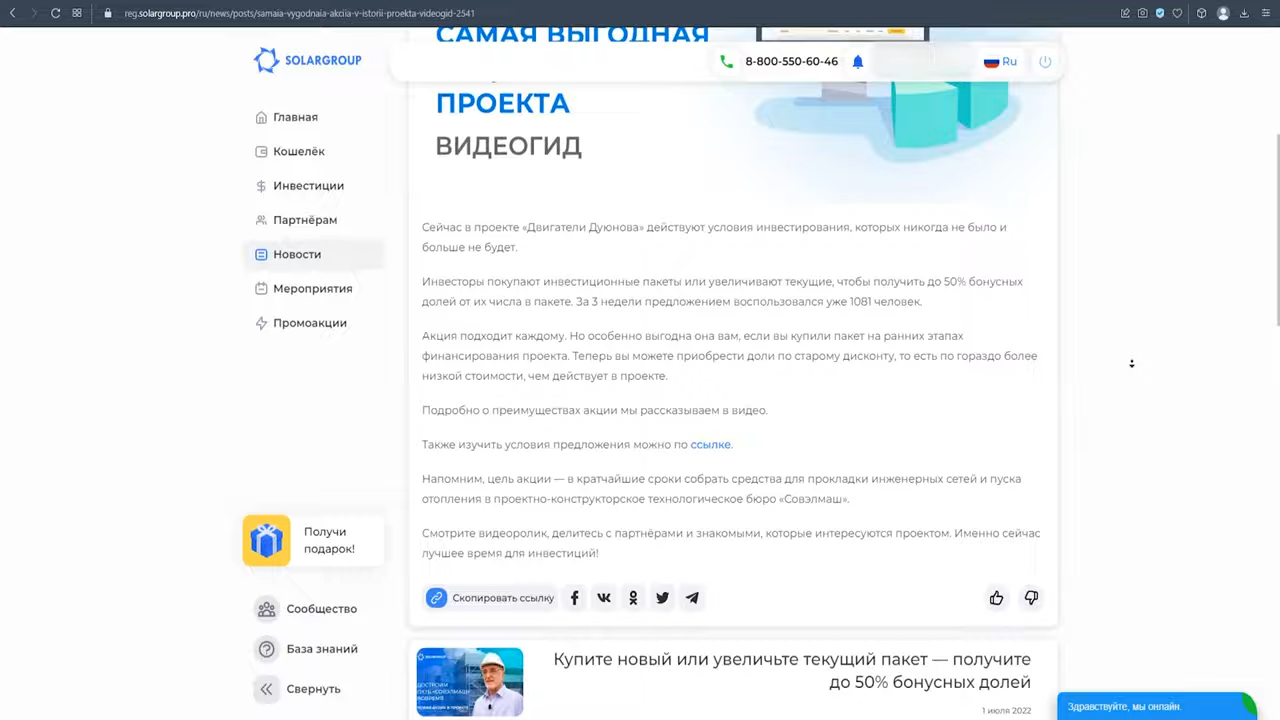 reg.solargroup.pro/ru/news/posts/samaia-vygodnaia-akciia-v-istorii-proekta-videogid-2541
САМАЯ ВЫГОДНАЯ
SOLARGROUP
8-800-550-60-46
Ru
ПРОЕКТА
ВИДЕОГИД
Главная
Кошелёк
Инвестиции
Партнёрам
Новости
Мероприятия
Промоакции
Получи
подарок!
Сообщество
База знаний
Свернуть
Сейчас в проекте «Двигатели Дуюнова» действуют условия инвестирования, которых никогда не было и
больше не будет.
Инвесторы покупают инвестиционные пакеты или увеличивают текущие, чтобы получить до 50% бонусных
долей от их числа в пакете. За 3 недели предложением воспользовался уже 1081 человек.
Акция подходит каждому. Но особенно выгодна она вам, если вы купили пакет на ранних этапах
финансирования проекта. Теперь вы можете приобрести доли по старому дисконту, то есть по гораздо более
низкой стоимости, чем действует в проекте.
Подробно о преимуществах акции мы рассказываем в видео.
Также изучить условия предложения можно по ссылке.
Напомним, цель акции — в кратчайшие сроки собрать средства для прокладки инженерных сетей и пуска
отопления в проектно-конструкторское технологическое бюро «Совэлмаш».
Смотрите видеоролик, делитесь с партнёрами и знакомыми, которые интересуются проектом. Именно сейчас
лучшее время для инвестиций!
Скопировать ссылку
SOLARGROUP
Купите новый или увеличьте текущий пакет — получите
до 50% бонусных долей
1 июля 2022
Здравствуйте, мы онлайн.